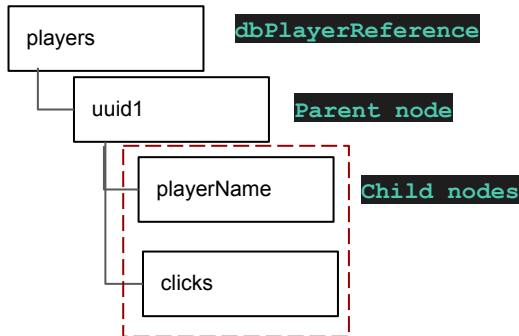 players
dbPlayerReference
uuid1
Parent node
playerName
Child nodes
clicks